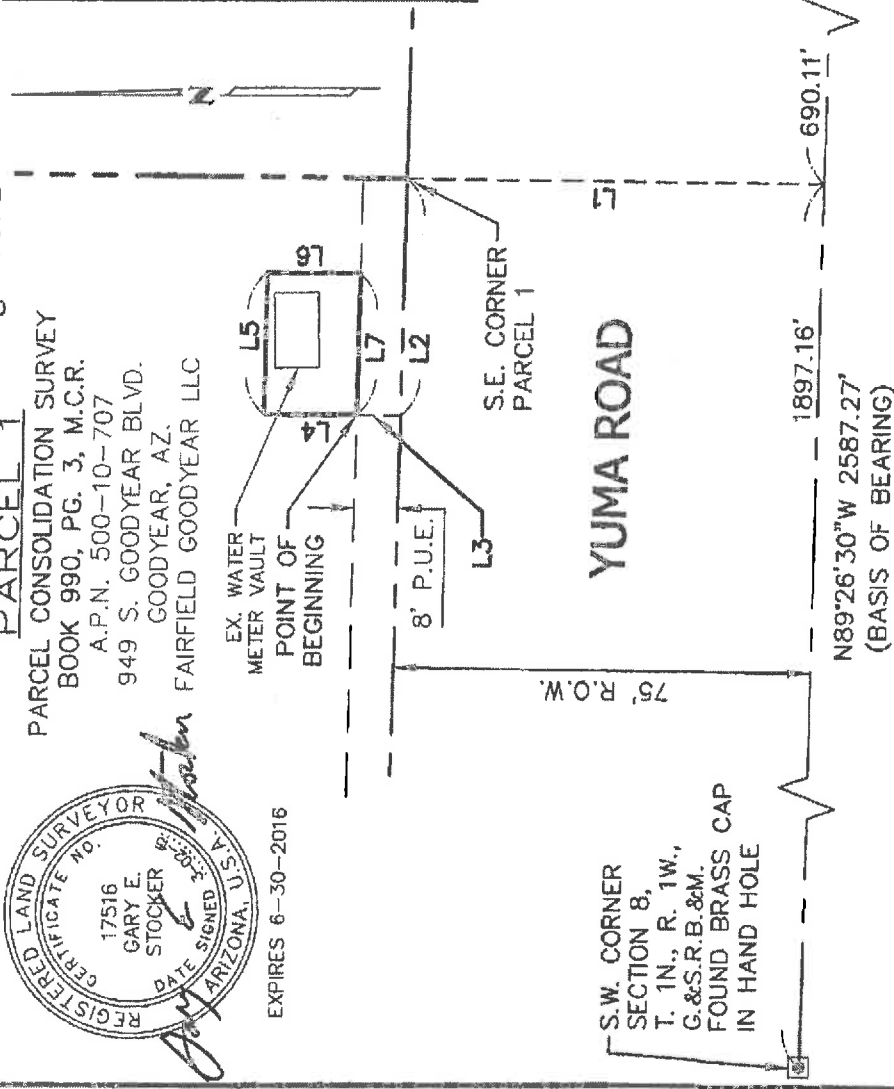 PARCEL 1
PARCEL CONSOLIDATION SURVEY
BOOK 990, PG. 3, M.C.R.
A.P.N. 500-10-707
949 S. GOODYEAR BLVD.
GOODYEAR, AZ.
FAIRFIELD GOODYEAR LLC
REGISTERED LAND SURVEYOR
CERTIFICATE NO.
17516
GARY E.
STOCKER
DATE SIGNED
ARIZONA, U.S.A.
EXPIRES 6-30-2016
EX. WATER
METER VAULT
POINT OF
BEGINNING
L5
L6
L4
L7
L2
L3
8' P.U.E.
N
S.E. CORNER
PARCEL 1
L1
YUMA ROAD
75' R.O.W.
S.W. CORNER
SECTION 8,
T. 1N., R. 1W.,
G.&S.R.B.&M.
FOUND BRASS CAP
IN HAND HOLE
1897.16'
690.11'
N89°26'30"W 2587.27'
(BASIS OF BEARING)